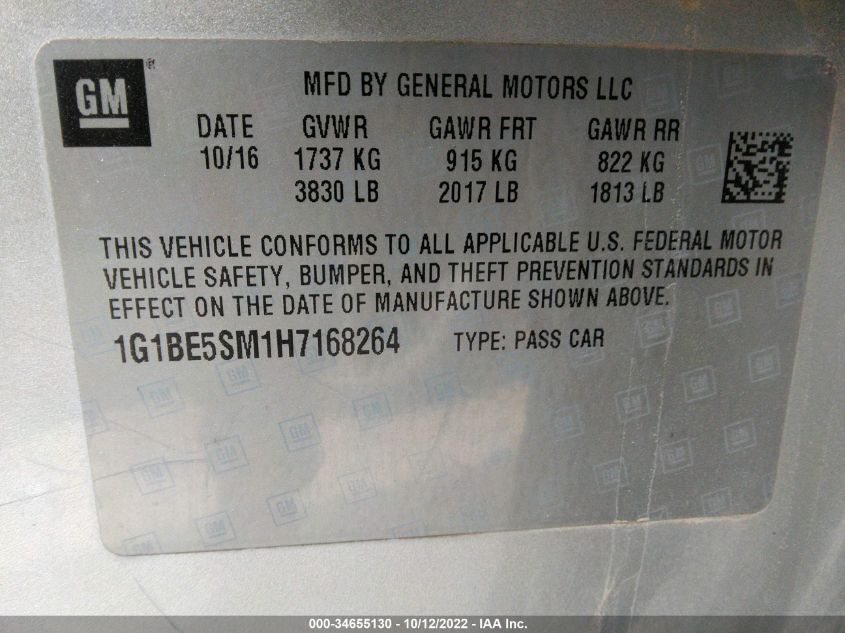 GM
MFD BY GENERAL MOTORS LLC
DATE GVWR GAWR FRT GAWR RR
10/16 1737 KG 915 KG 822 KG
3830 LB 2017 LB 1813 LB
THIS VEHICLE CONFORMS TO ALL APPLICABLE U.S. FEDERAL MOTOR
VEHICLE SAFETY, BUMPER, AND THEFT PREVENTION STANDARDS IN
EFFECT ON THE DATE OF MANUFACTURE SHOWN ABOVE.
1G1BE5SM1H7168264 TYPE: PASS CAR
000-34655130 - 10/12/2022 - IAA Inc.